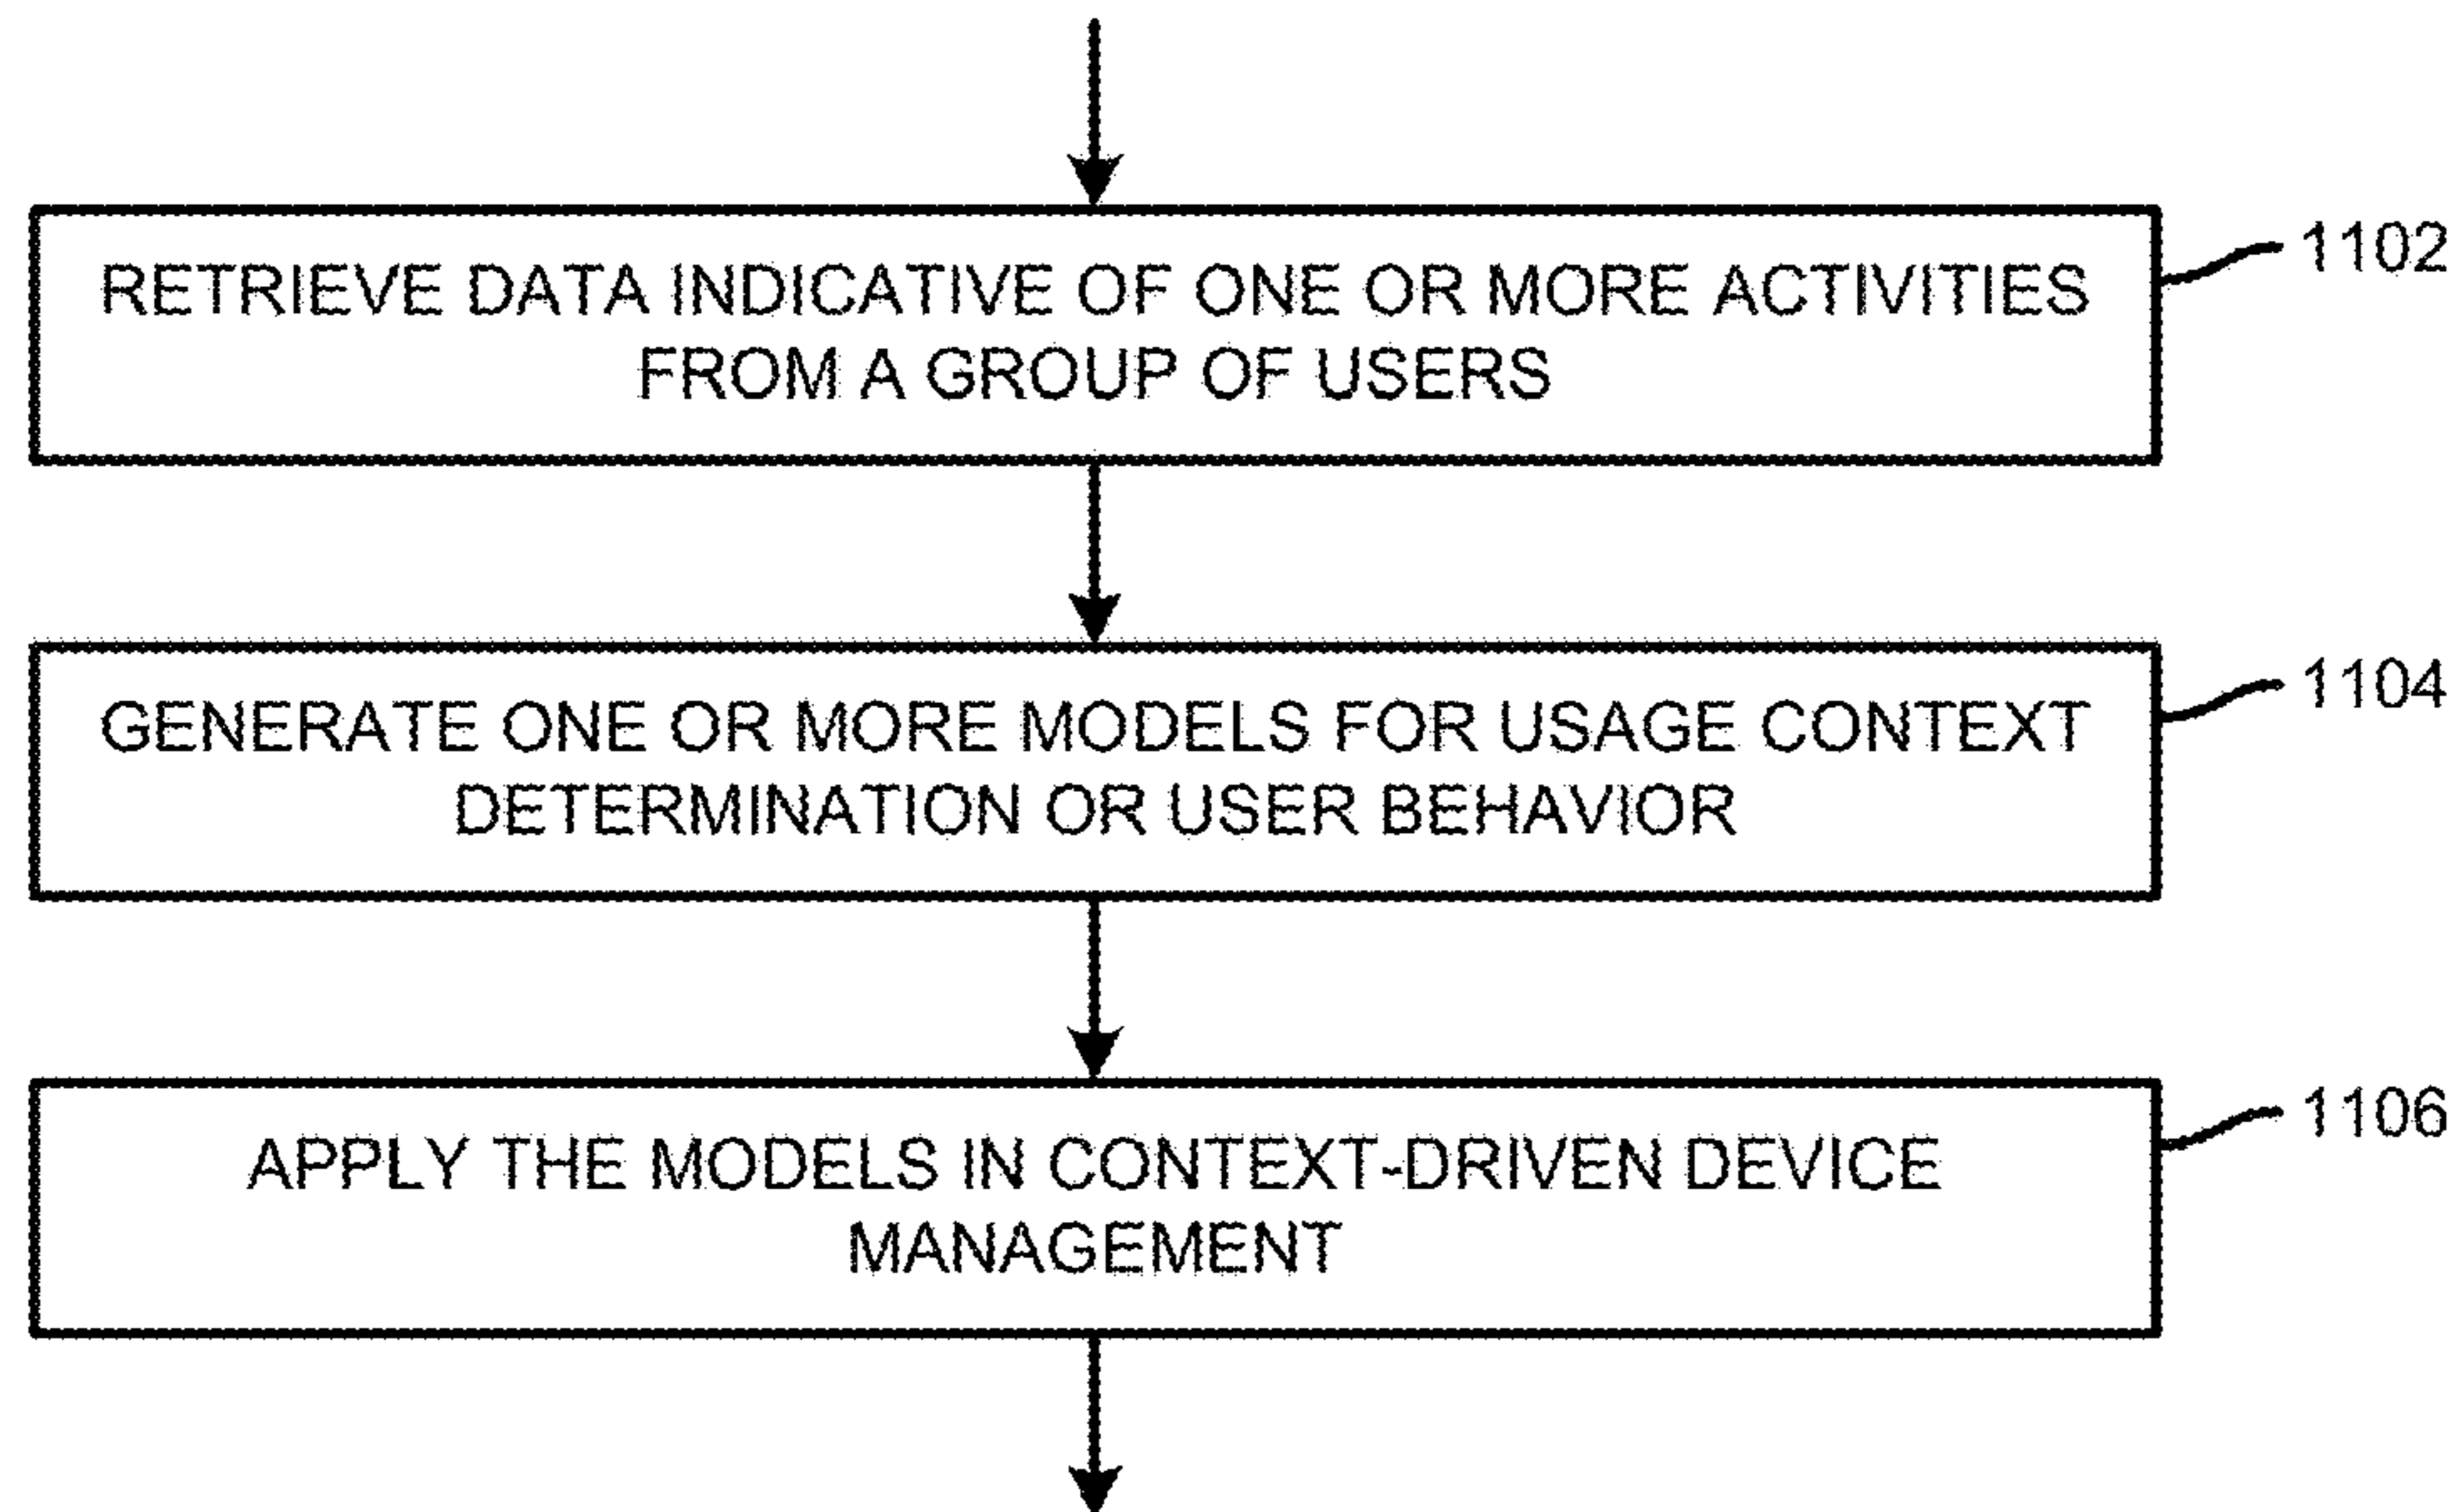 RETRIEVE DATA INDICATIVE OF ONE OR MORE ACTIVITIES
FROM A GROUP OF USERS
1102
GENERATE ONE OR MORE MODELS FOR USAGE CONTEXT
DETERMINATION OR USER BEHAVIOR
1104
APPLY THE MODELS IN CONTEXT-DRIVEN DEVICE
MANAGEMENT
1106